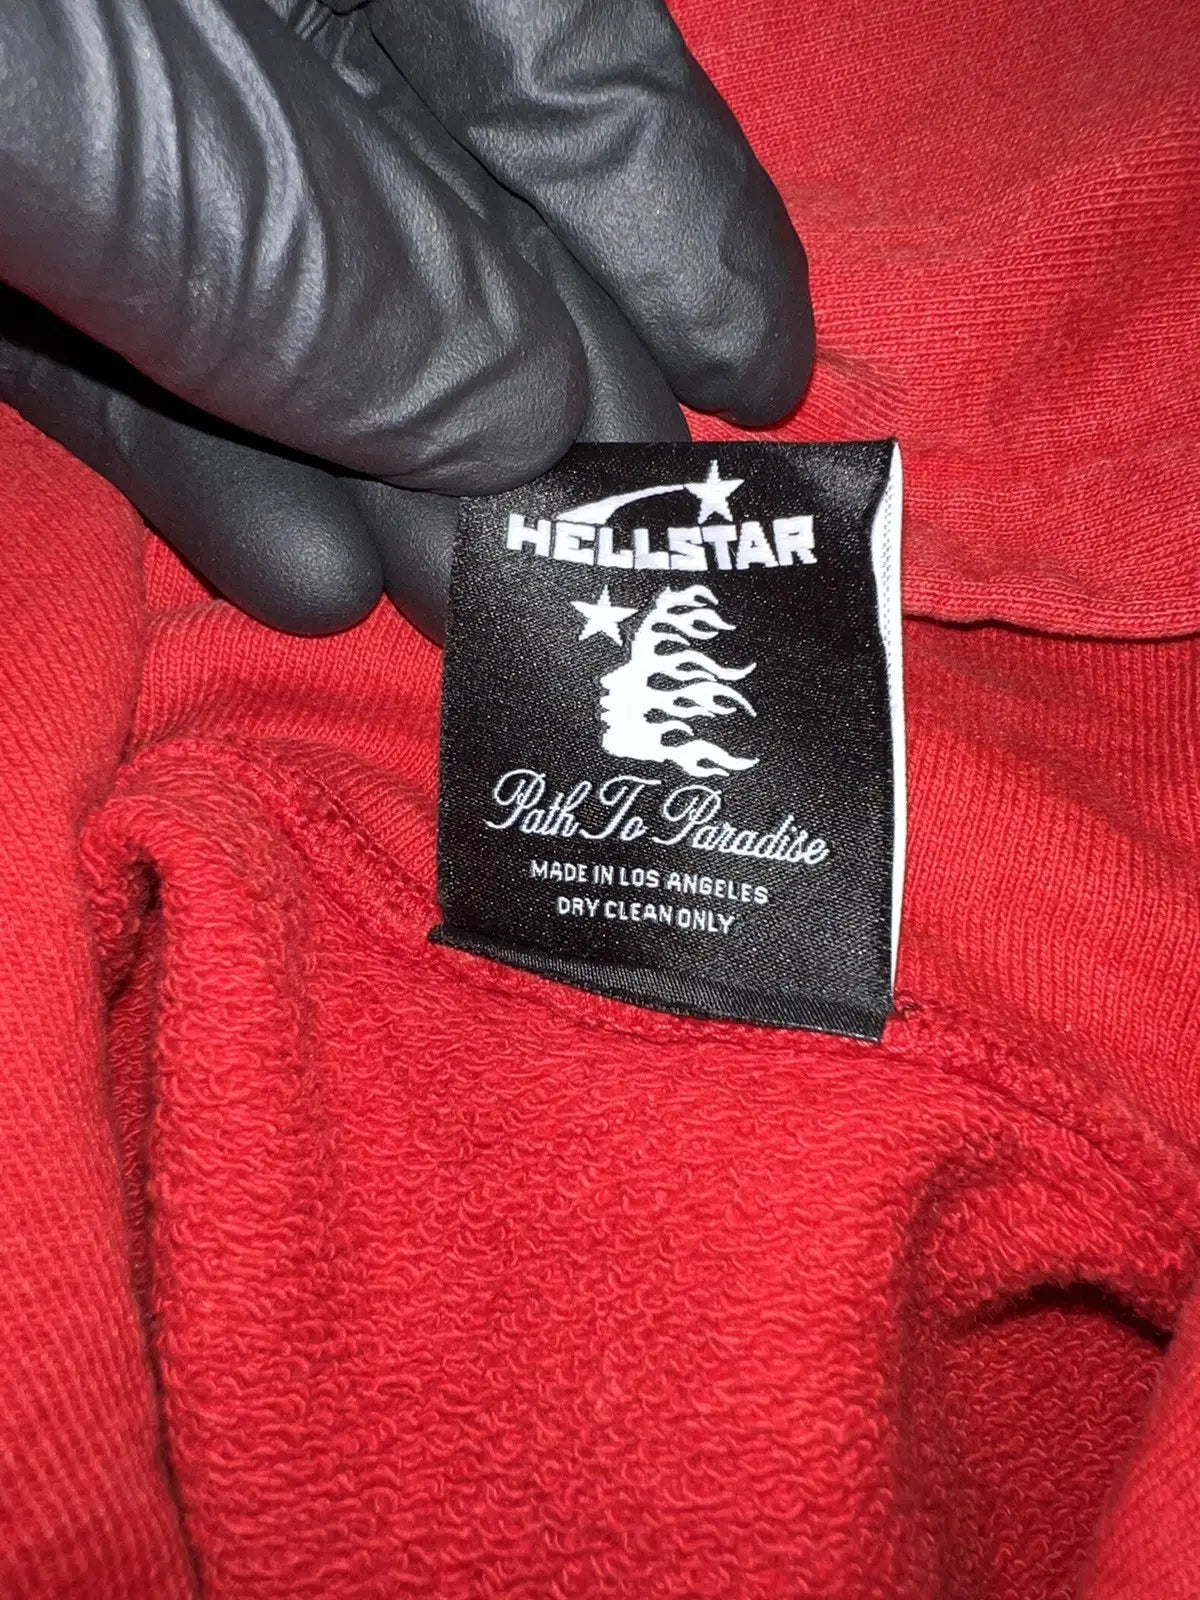 HELLSTAR
Path To Paradise
MADE IN LOS ANGELES
DRY CLEAN ONLY